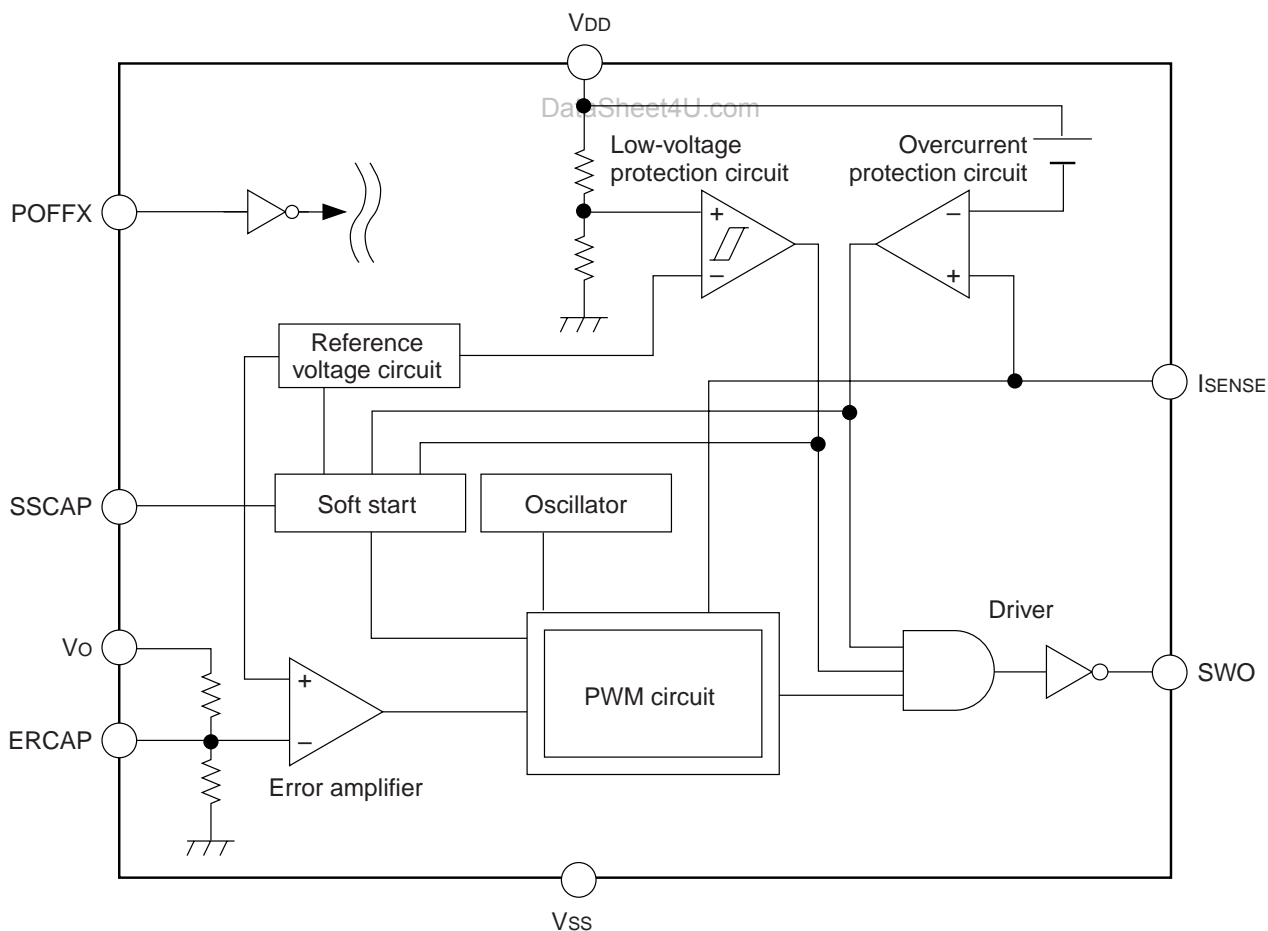 VDD
DataSheet4U.com
Low-voltage
protection circuit
Overcurrent
protection circuit
POFFX
+
−
−
+
Reference
voltage circuit
ISENSE
SSCAP
Soft start
Oscillator
Driver
VO
+
PWM circuit
SWO
ERCAP
−
Error amplifier
VSS